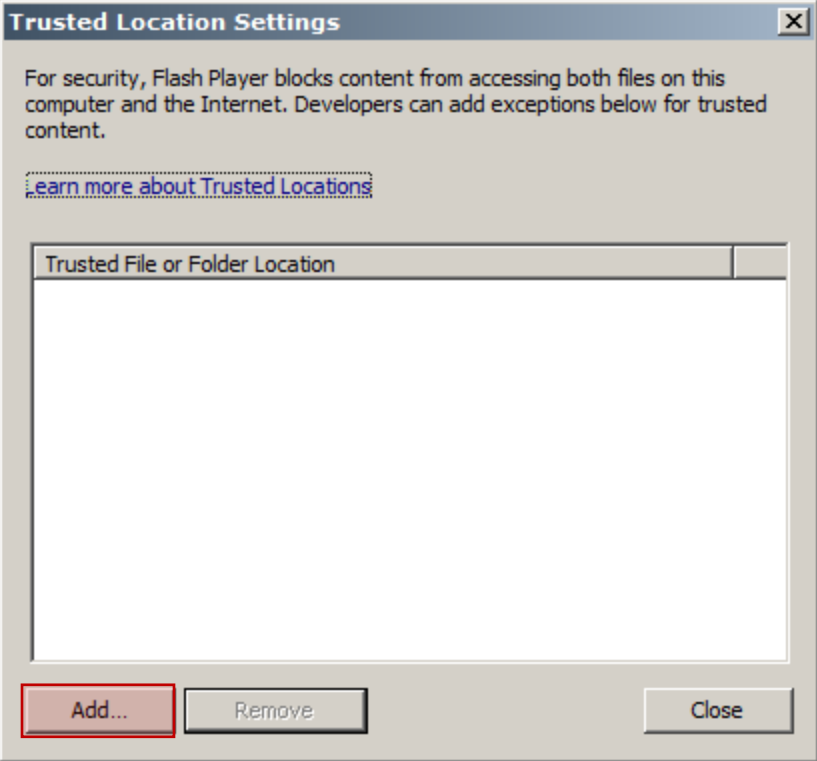 Trusted Location Settings
For security, Flash Player blocks content from accessing both files on this
computer and the Internet. Developers can add exceptions below for trusted
content.
Learn more about Trusted Locations
Trusted File or Folder Location
Add...
Remove
Close